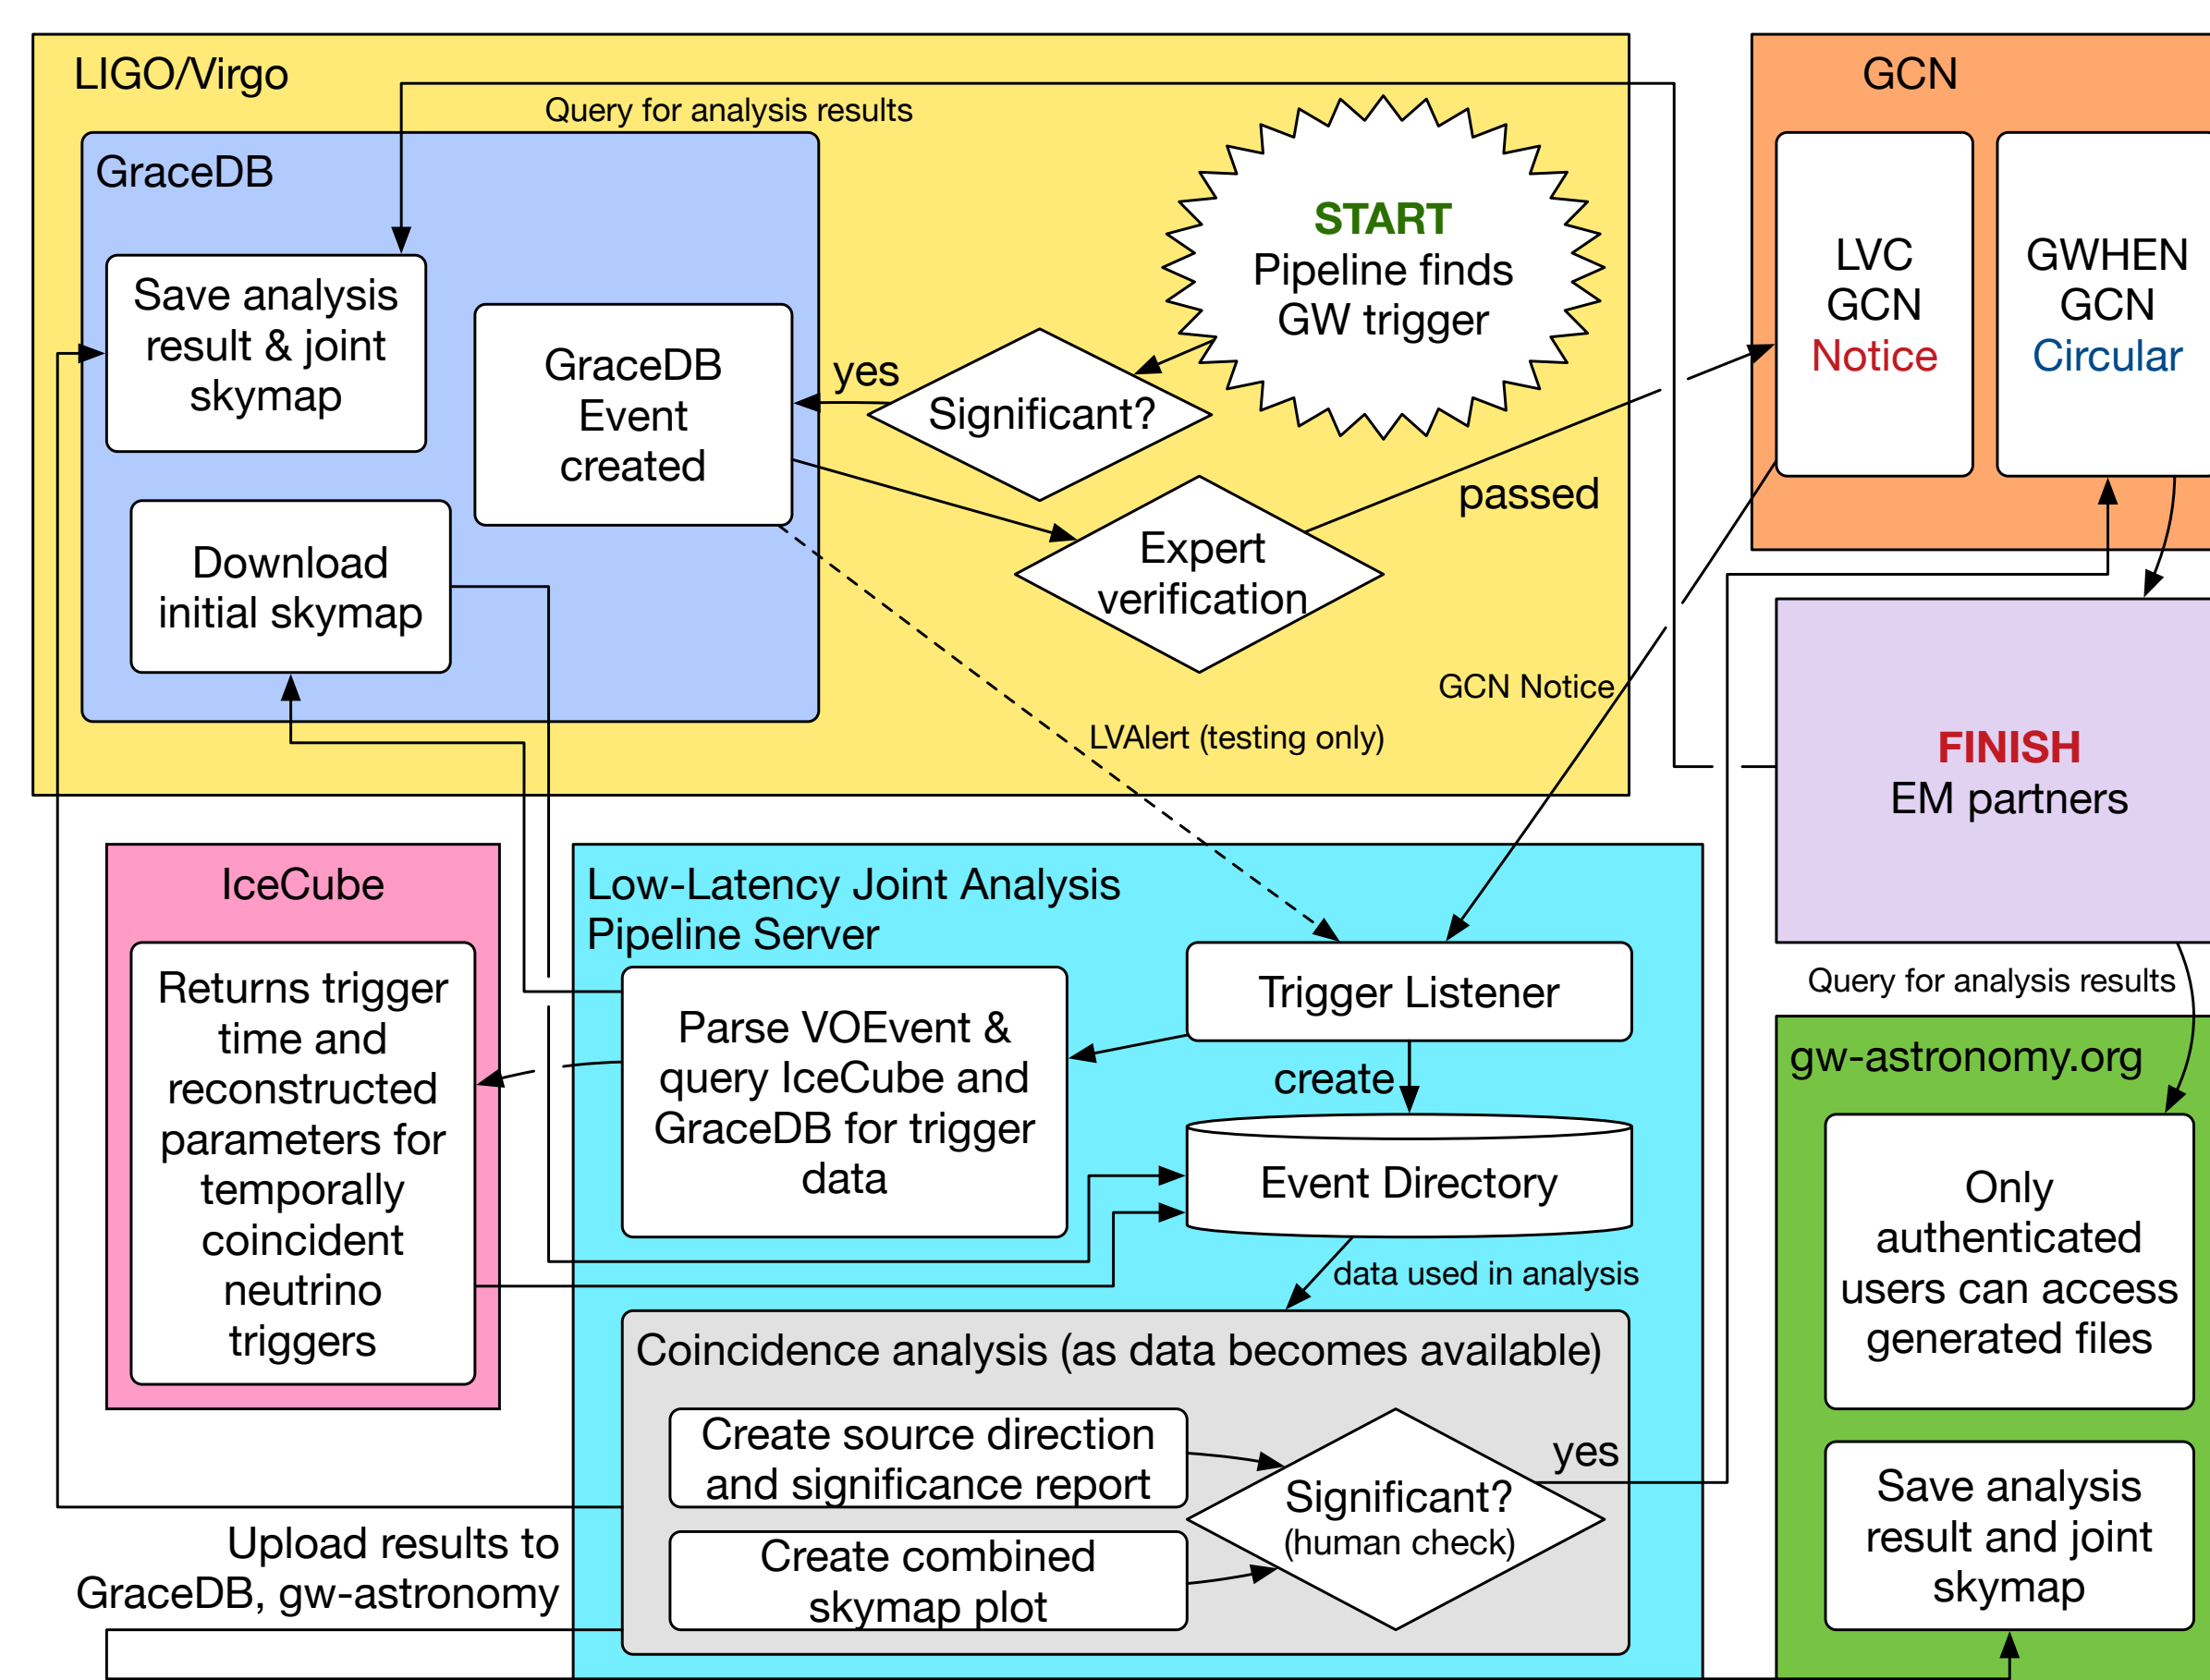 LIGO/Virgo
Query for analysis results
GraceDB
Save analysis
result & joint
skymap
GraceDB
Event
created
Download
initial skymap
yes
Significant?
START
Pipeline finds
GW trigger
Expert
verification
passed
GCN Notice
LVAlert (testing only)
GCN
LVC
GCN
Notice
GWHEN
GCN
Circular
FINISH
EM partners
Query for analysis results
IceCube
Returns trigger
time and
reconstructed
parameters for
temporally
coincident
neutrino
triggers
Low-Latency Joint Analysis
Pipeline Server
Parse VOEvent &
query IceCube and
GraceDB for trigger
data
Trigger Listener
create
Event Directory
data used in analysis
Coincidence analysis (as data becomes available)
Create source direction
and significance report
Create combined
skymap plot
Significant?
(human check)
yes
Upload results to
GraceDB, gw-astronomy
gw-astronomy.org
Only
authenticated
users can access
generated files
Save analysis
result and joint
skymap